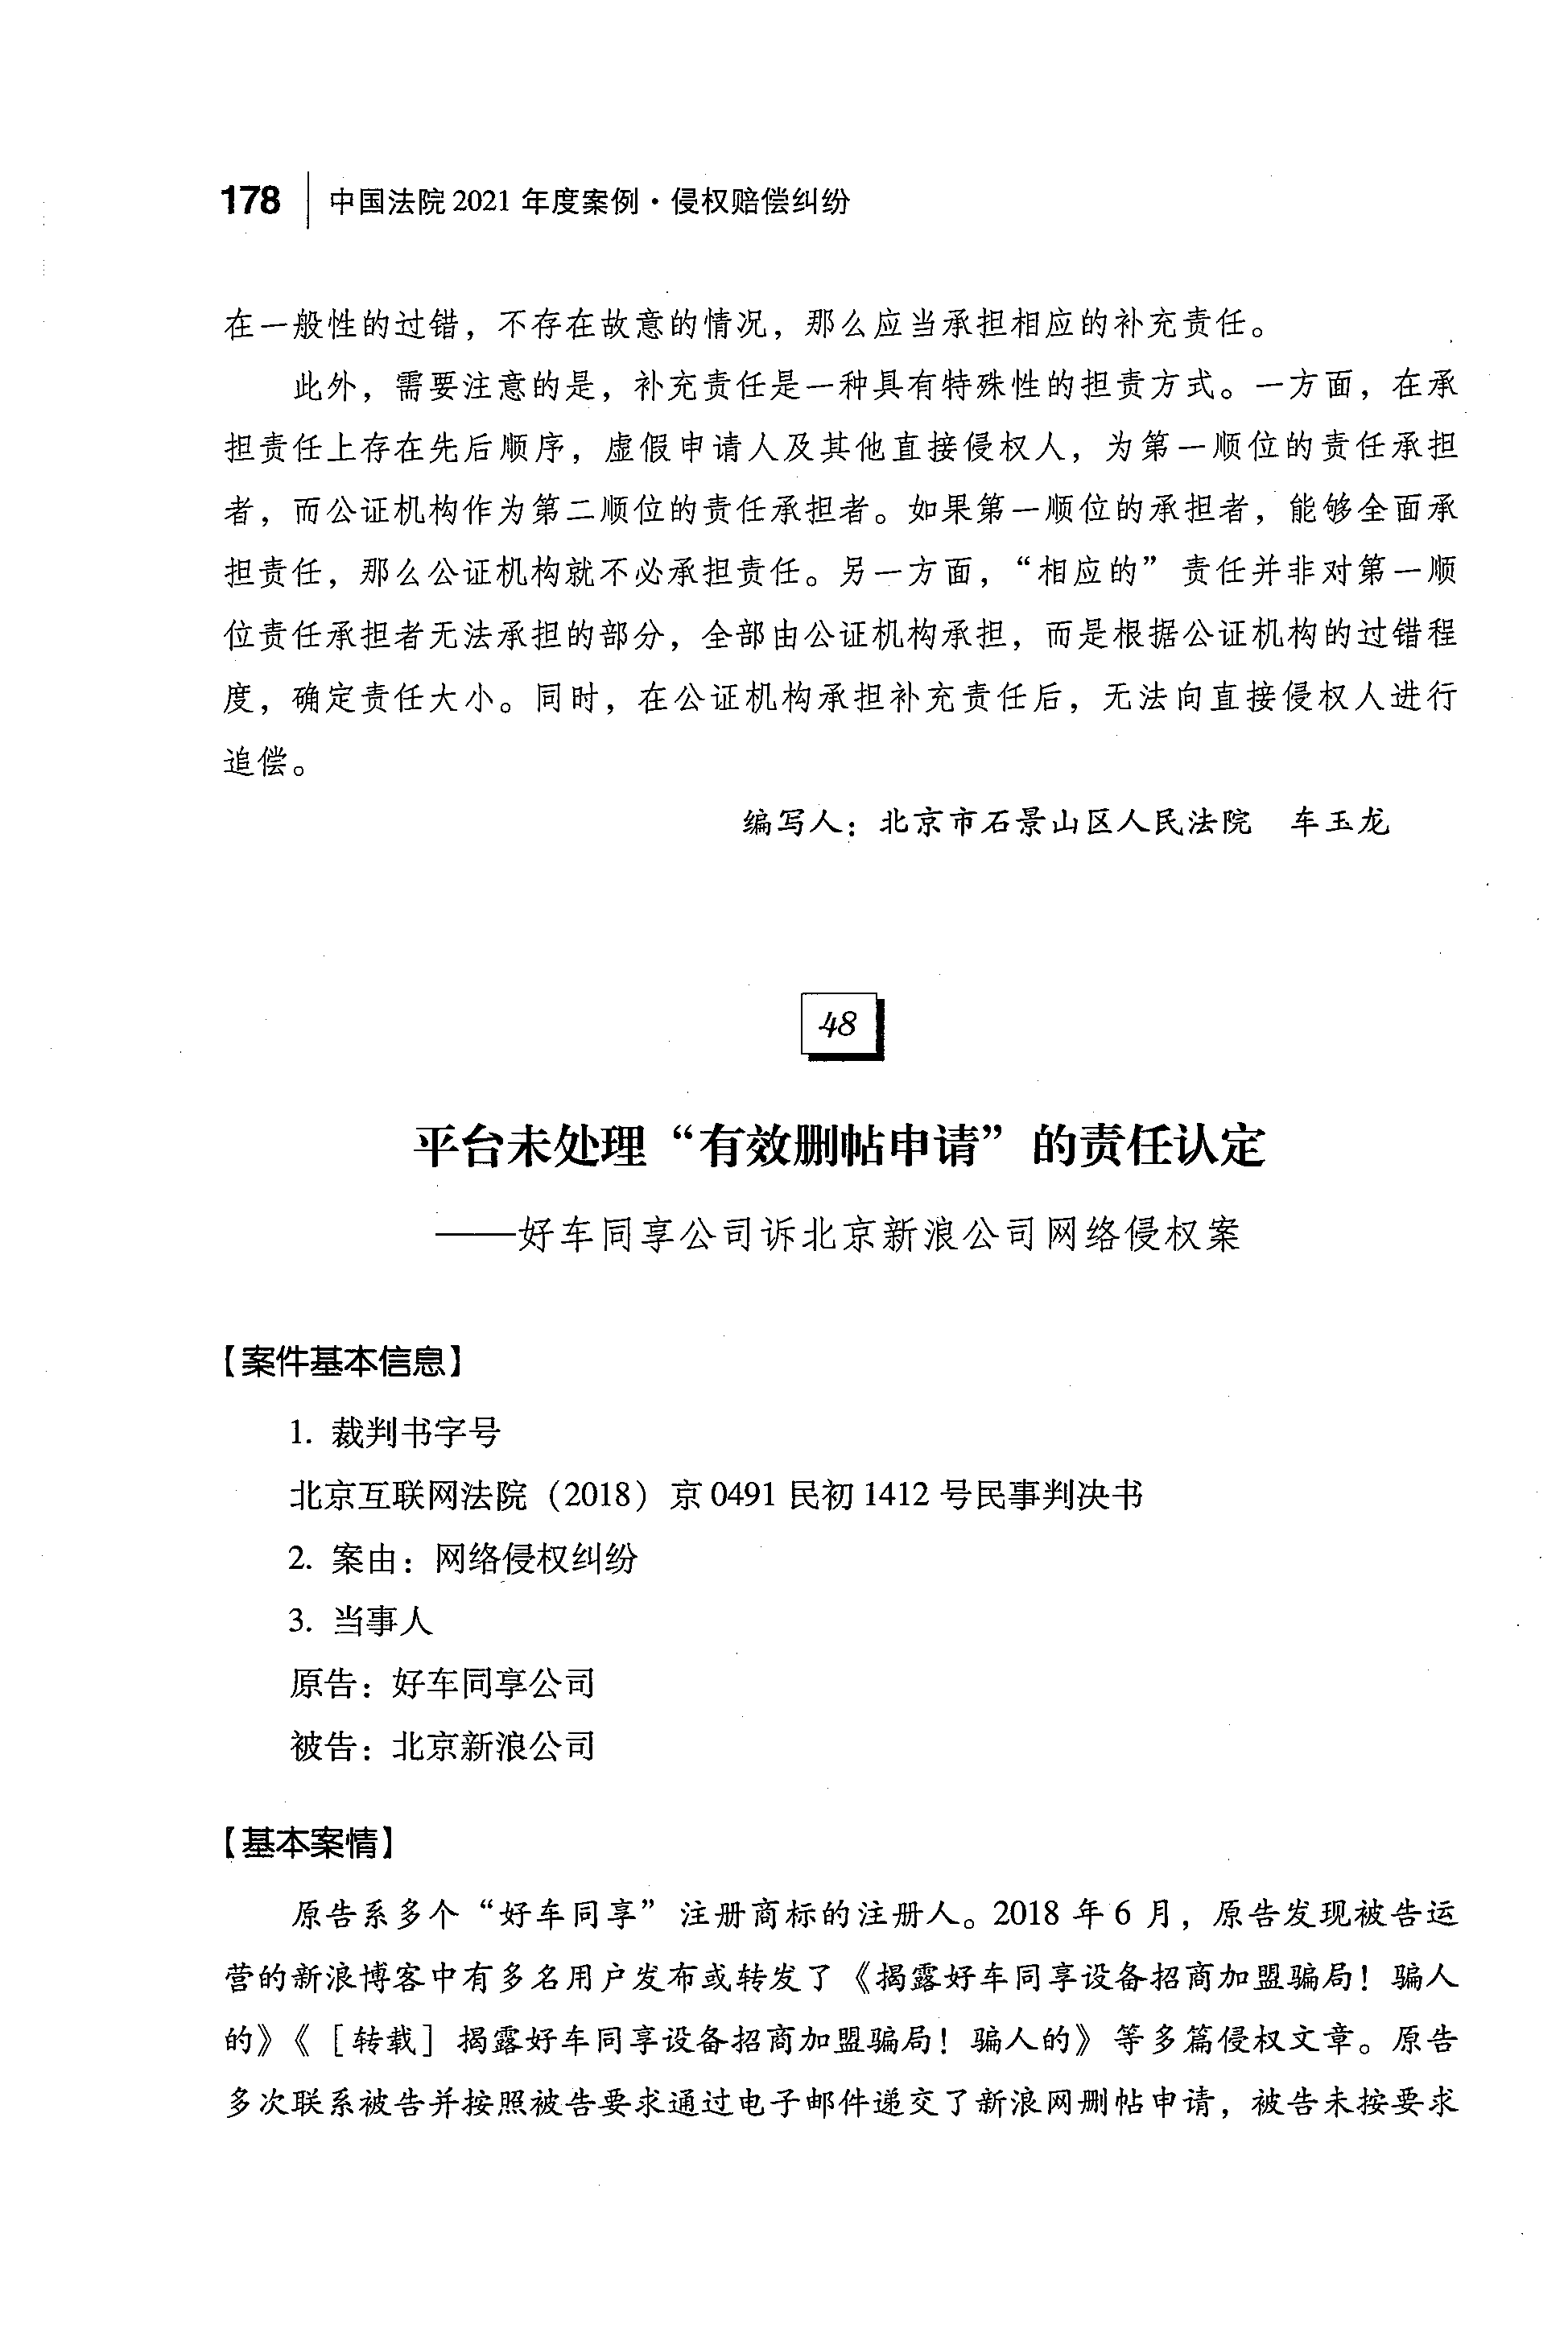 178 中国法院 2021 年度案例·侵权赔偿纠纷
在一般性的过错，不存在故意的情况，那么应当承担相应的补充责任。
此外，需要注意的是，补充责任是一种具有特殊性的担责方式。一方面，在承
担责任上存在先后顺序，虚假申请人及其他直接侵权人，为第一顺位的责任承担
者，而公证机构作为第二顺位的责任承担者。如果第一顺位的承担者，能够全面承
担责任，那么公证机构就不必承担责任。另一方面，“相应的”责任并非对第一顺
位责任承担者无法承担的部分，全部由公证机构承担，而是根据公证机构的过错程
度，确定责任大小。同时，在公证机构承担补充责任后，无法向直接侵权人进行
追偿。
编写人：北京市石景山区人民法院 车玉龙
48
平台未处理“有效删帖申请”的责任认定
——好车同享公司诉北京新浪公司网络侵权案
【案件基本信息】
1. 裁判书字号
北京互联网法院（2018）京 0491 民初 1412 号民事判决书
2. 案由：网络侵权纠纷
3. 当事人
原告：好车同享公司
被告：北京新浪公司
【基本案情】
原告系多个“好车同享”注册商标的注册人。2018 年 6 月，原告发现被告运
营的新浪博客中有多名用户发布或转发了《揭露好车同享设备招商加盟骗局！骗人
的》《［转载］揭露好车同享设备招商加盟骗局！骗人的》等多篇侵权文章。原告
多次联系被告并按照被告要求通过电子邮件递交了新浪网删帖申请，被告未按要求